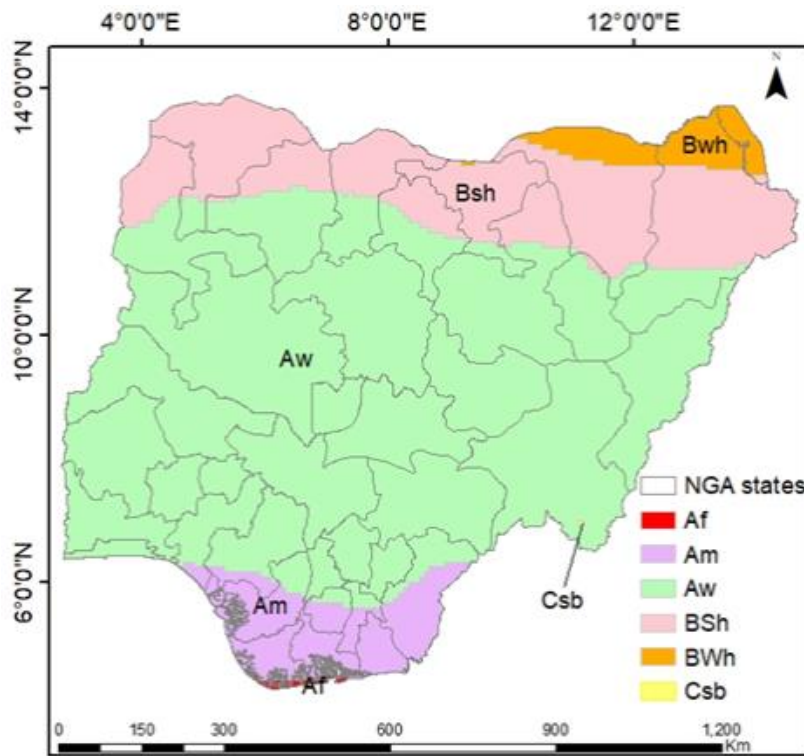 4°0'0"E 8°0'0"E 12°0'0"E
14°0'0"N
10°0'0"N
6°0'0"N
N
Bwh
Bsh
Aw
Csb
Am
Af
NGA states
Af
Am
Aw
BSh
BWh
Csb
0 150 300 600 900 1,200
Km